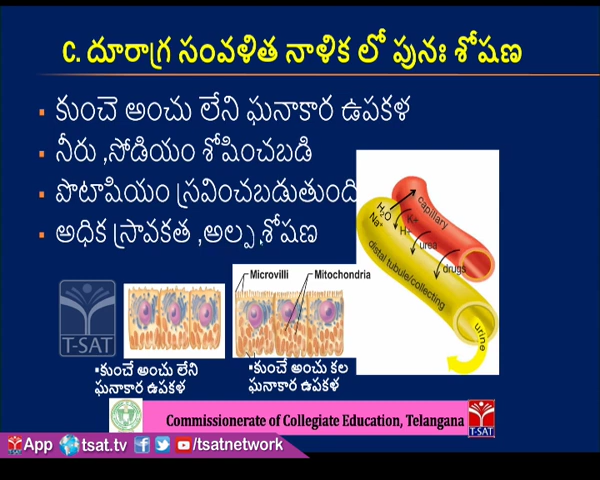 C. దూరాగ్ర సంవళిత నాళిక లో పునః శోషణ
• కుంచె అంచు లేని ఘనాకార ఉపకళ
• నీరు ,సోడియం శోషించబడి
• పొటాషియం స్రవించబడుతుంది
• అధిక స్రావకత ,అల్ప,శోషణ
capillary
H₂O
Na⁺
K+
H+
urea
drugs
distal tubule/collecting
urine
T-SAT
Microvilli
Mitochondria
▪కుంచే అంచు లేని
ఘనాకార ఉపకళ
▪కుంచే అంచు కల
ఘనాకార ఉపకళ
Commissionerate of Collegiate Education, Telangana
T-SAT
App
tsat.tv
/tsatnetwork